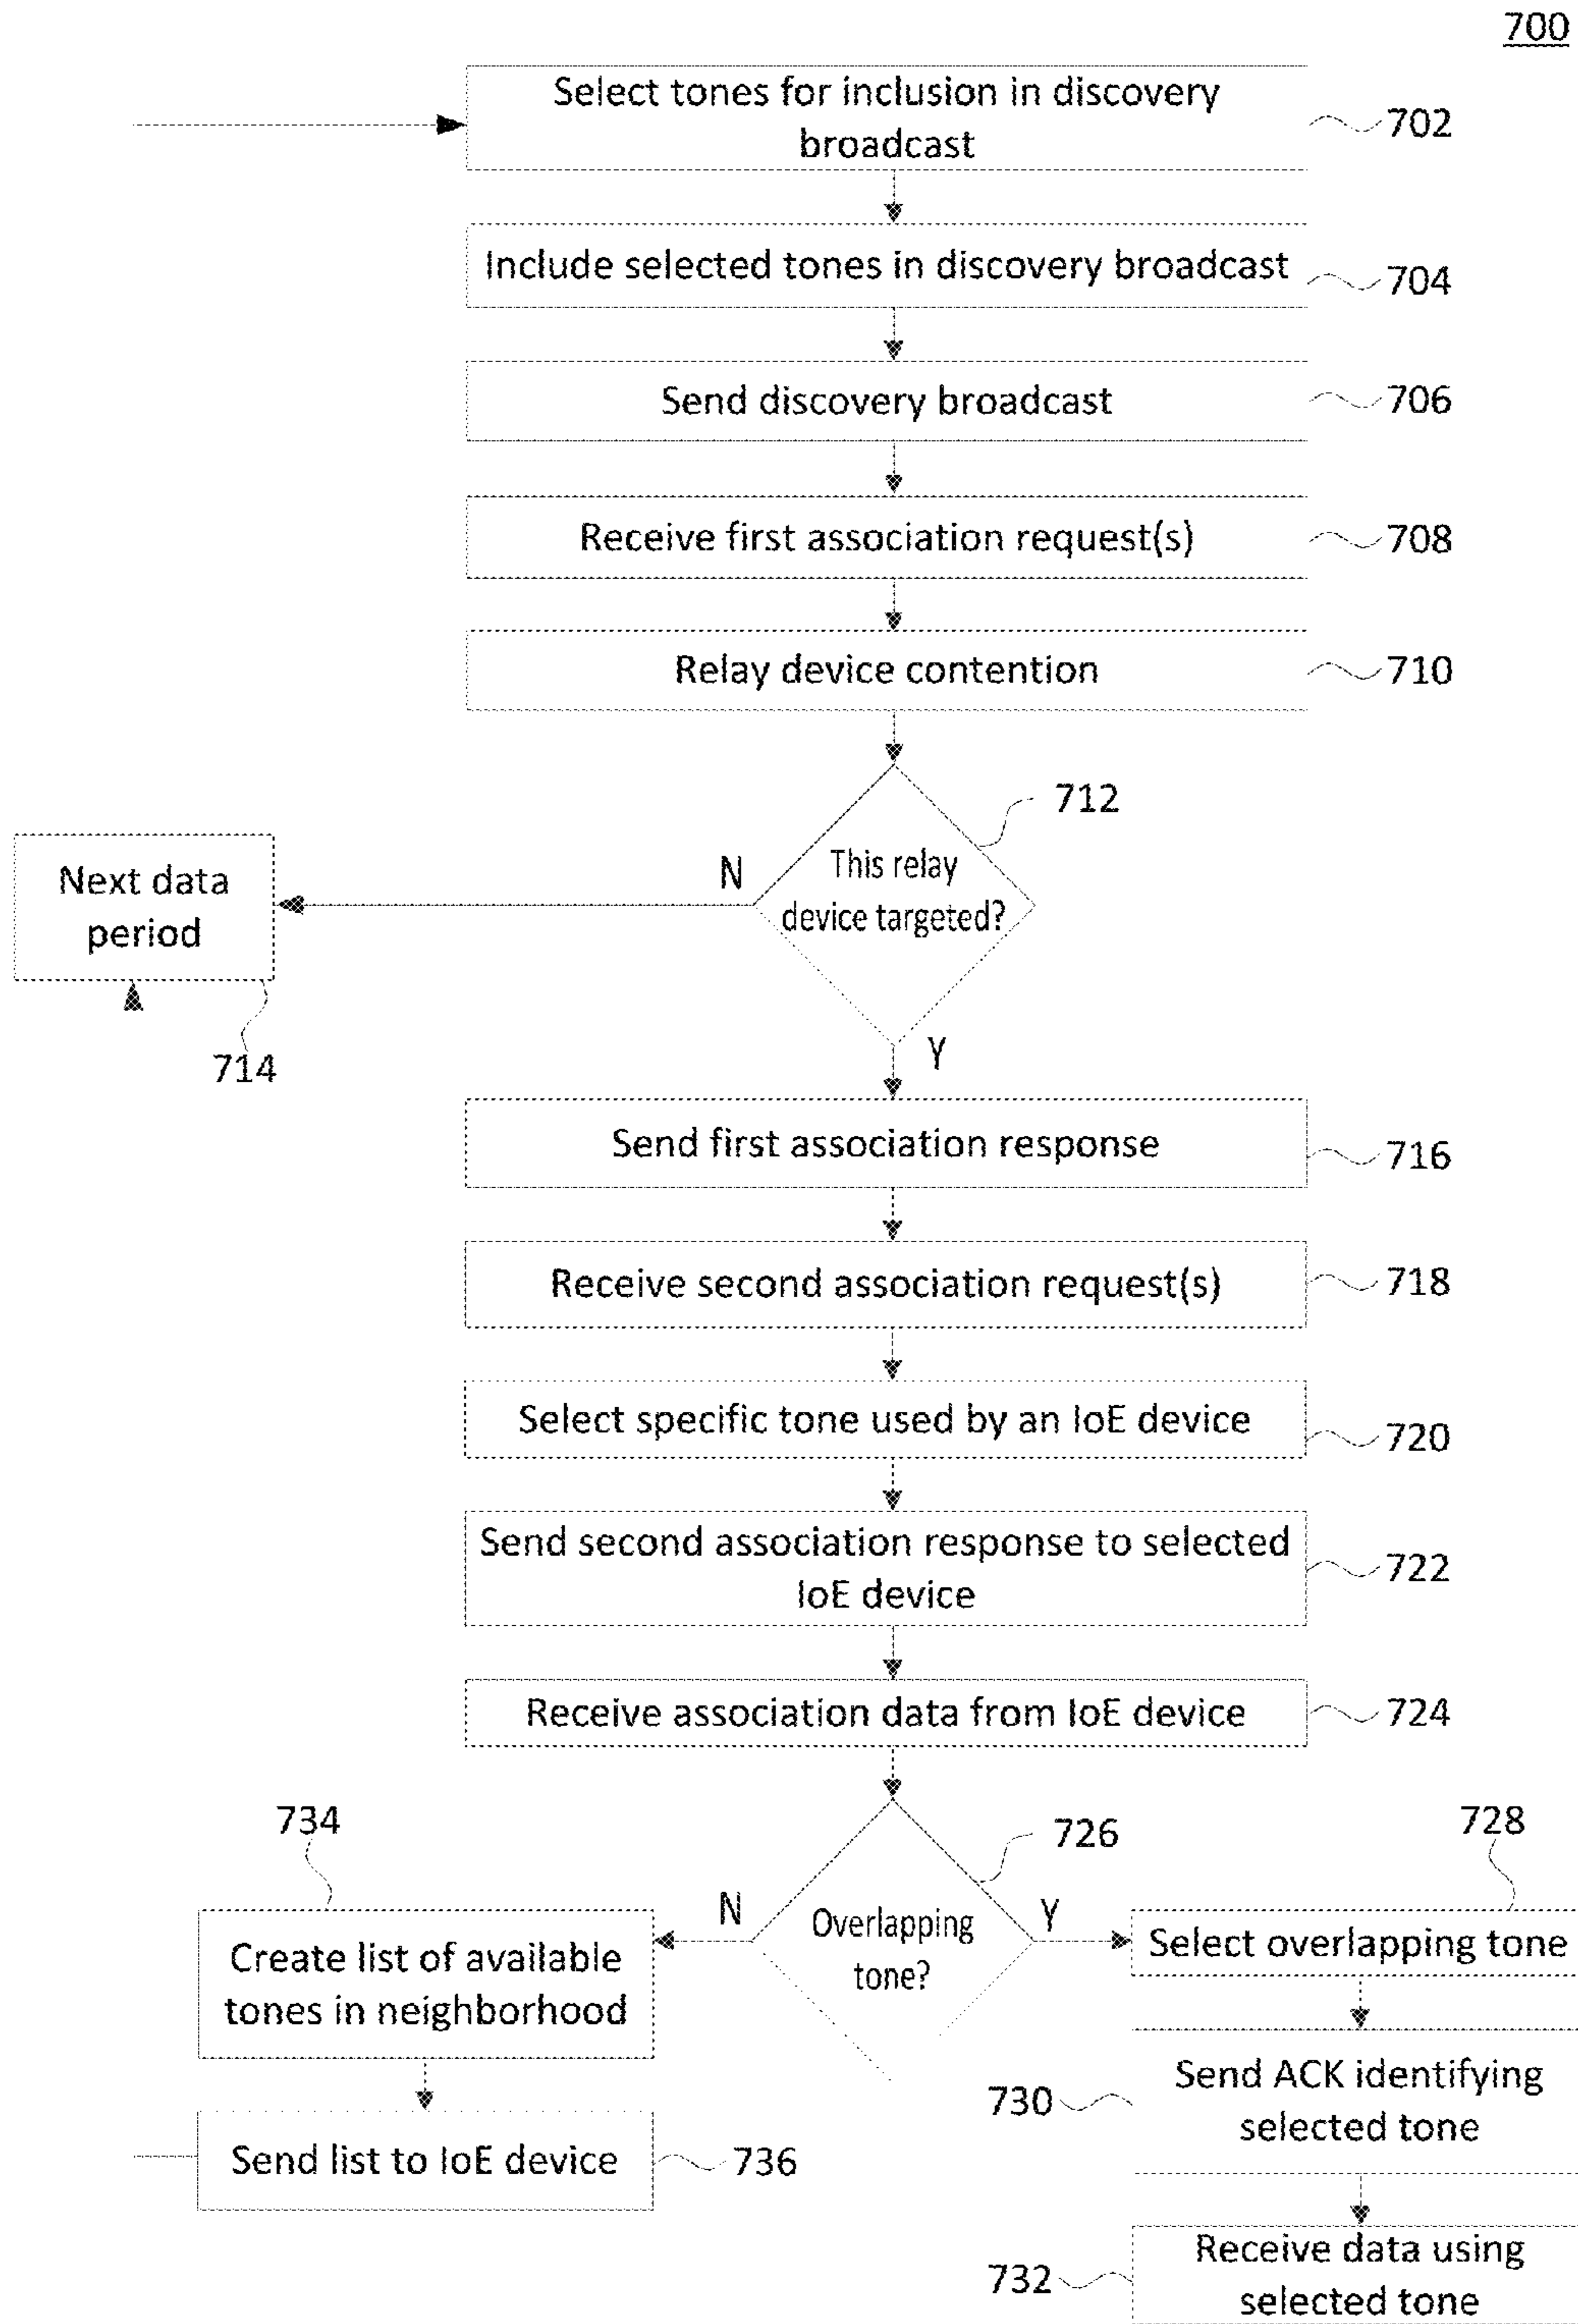 700
Select tones for inclusion in discovery
broadcast
702
Include selected tones in discovery broadcast
704
Send discovery broadcast
706
Receive first association request(s)
708
Relay device contention
710
712
This relay
device targeted?
N
Next data
period
714
Y
Send first association response
716
Receive second association request(s)
718
Select specific tone used by an IoE device
720
Send second association response to selected
IoE device
722
Receive association data from IoE device
724
726
Overlapping
tone?
N
734
Create list of available
tones in neighborhood
Send list to IoE device
736
Y
728
Select overlapping tone
730
Send ACK identifying
selected tone
732
Receive data using
selected tone